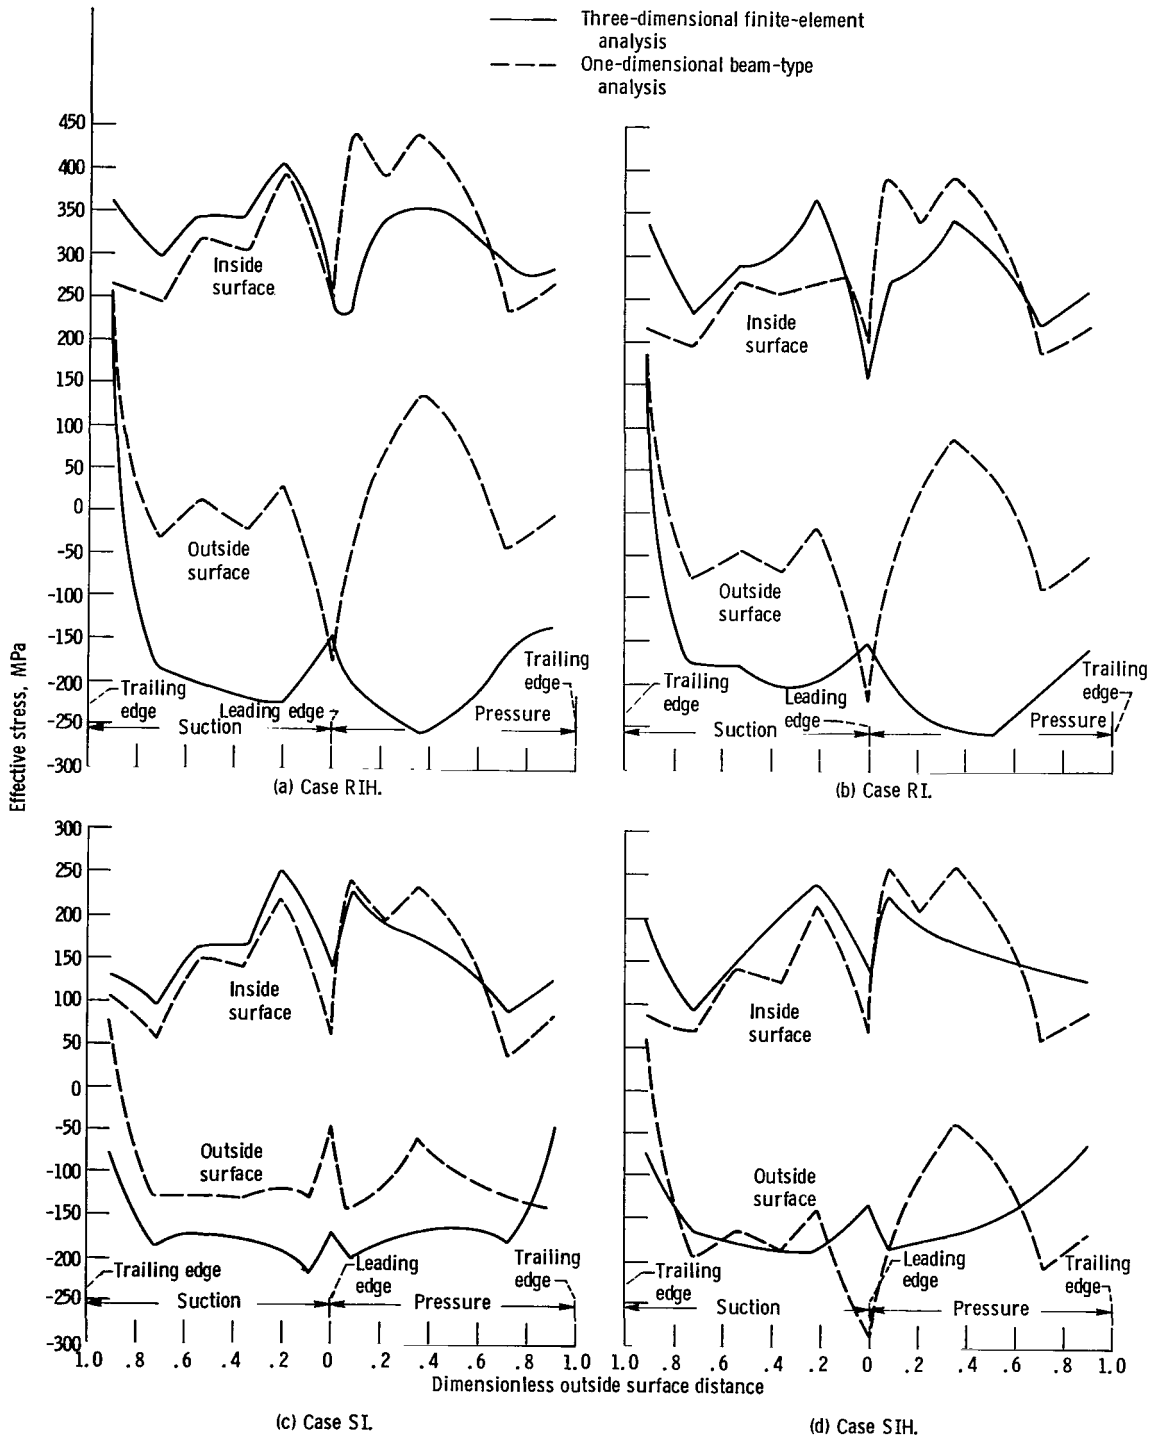 Three-dimensional finite-element
analysis
One-dimensional beam-type
analysis
450
400
350
300
250
200
150
100
50
0
-50
-100
-150
-200
-250
-300
Inside
surface
Outside
surface
Trailing
edge
Leading edge
Suction
Pressure
Trailing
edge
(a) Case RIH.
Inside
surface
Outside
surface
Trailing
edge
Leading
edge
Suction
Pressure
Trailing
edge
(b) Case RI.
Effective stress, MPa
300
250
200
150
100
50
0
-50
-100
-150
-200
-250
-300
Inside
surface
Outside
surface
Trailing edge
Leading
edge
Trailing
edge
Suction
Pressure
1.0 .8 .6 .4 .2 0 .2 .4 .6 .8 1.0
(c) Case SI.
Inside
surface
Outside
surface
Trailing
edge
Leading
edge
Trailing
edge
Suction
Pressure
1.0 .8 .6 .4 .2 0 .2 .4 .6 .8 1.0
Dimensionless outside surface distance
(d) Case SIH.